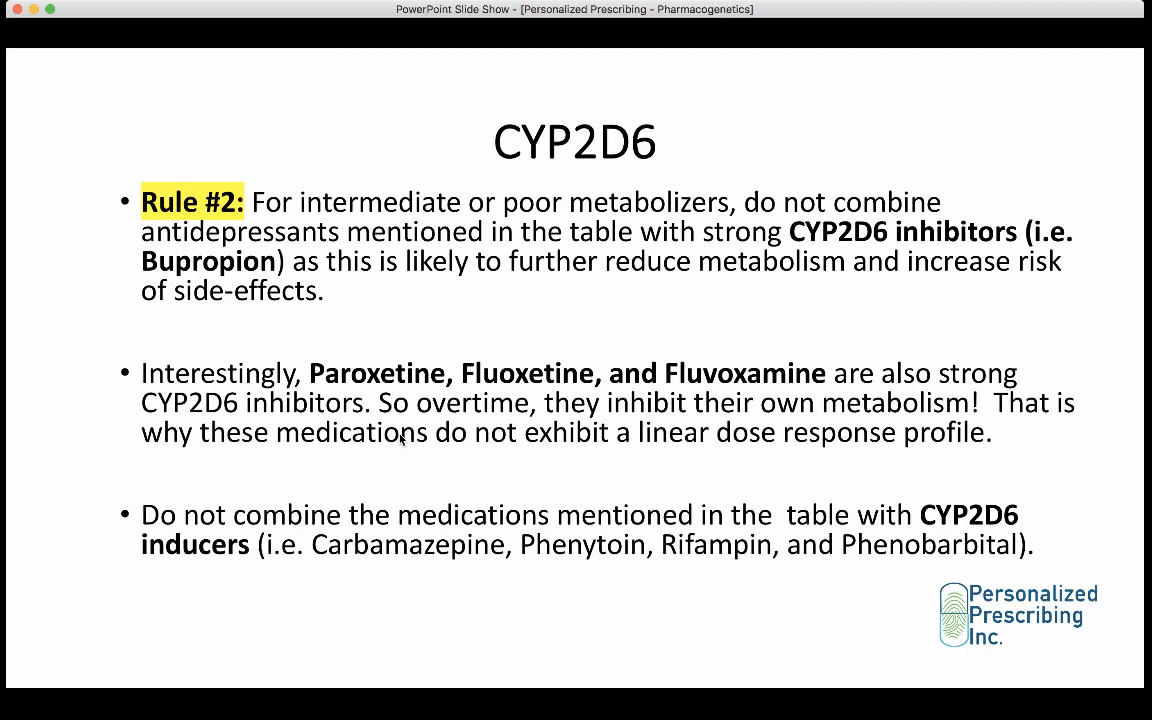 PowerPoint Slide Show - [Personalized Prescribing - Pharmacogenetics]
CYP2D6
• Rule #2: For intermediate or poor metabolizers, do not combine
antidepressants mentioned in the table with strong CYP2D6 inhibitors (i.e.
Bupropion) as this is likely to further reduce metabolism and increase risk
of side-effects.
• Interestingly, Paroxetine, Fluoxetine, and Fluvoxamine are also strong
CYP2D6 inhibitors. So overtime, they inhibit their own metabolism!  That is
why these medications do not exhibit a linear dose response profile.
• Do not combine the medications mentioned in the  table with CYP2D6
inducers (i.e. Carbamazepine, Phenytoin, Rifampin, and Phenobarbital).
Personalized
Prescribing
Inc.